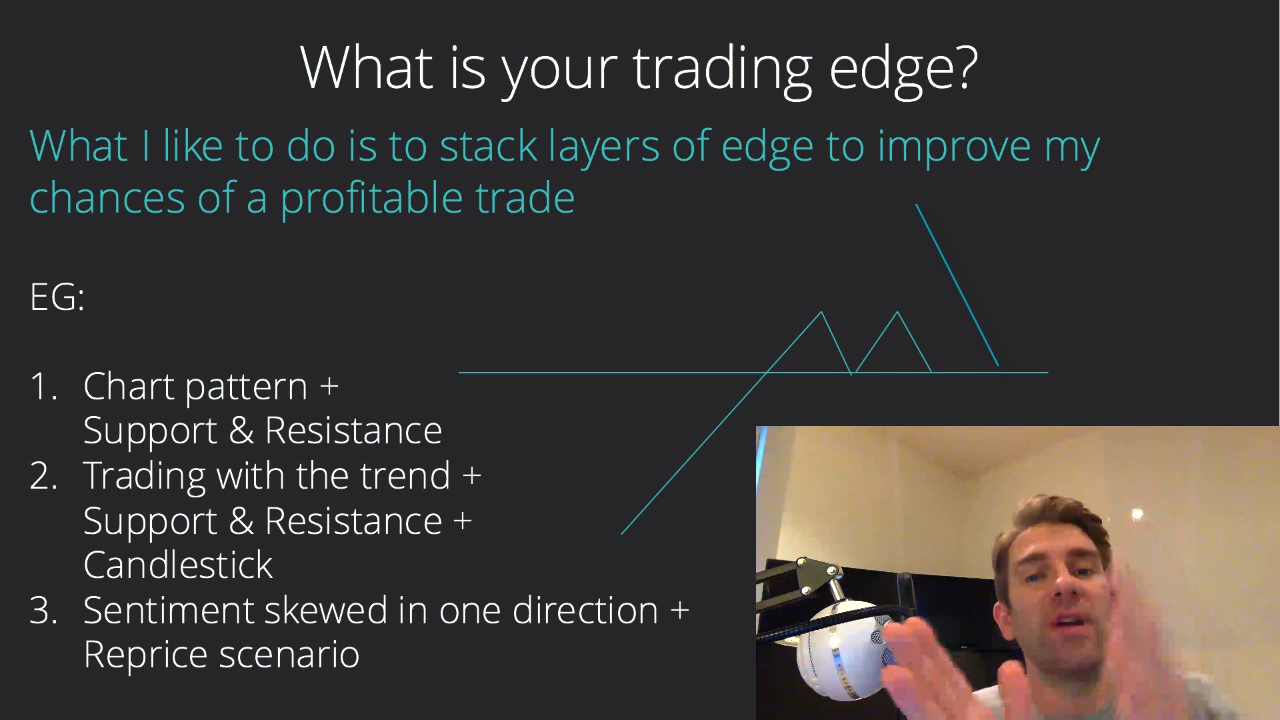 What is your trading edge?
What I like to do is to stack layers of edge to improve my
chances of a profitable trade
EG:
1. Chart pattern +
Support & Resistance
2. Trading with the trend +
Support & Resistance +
Candlestick
3. Sentiment skewed in one direction +
Reprice scenario